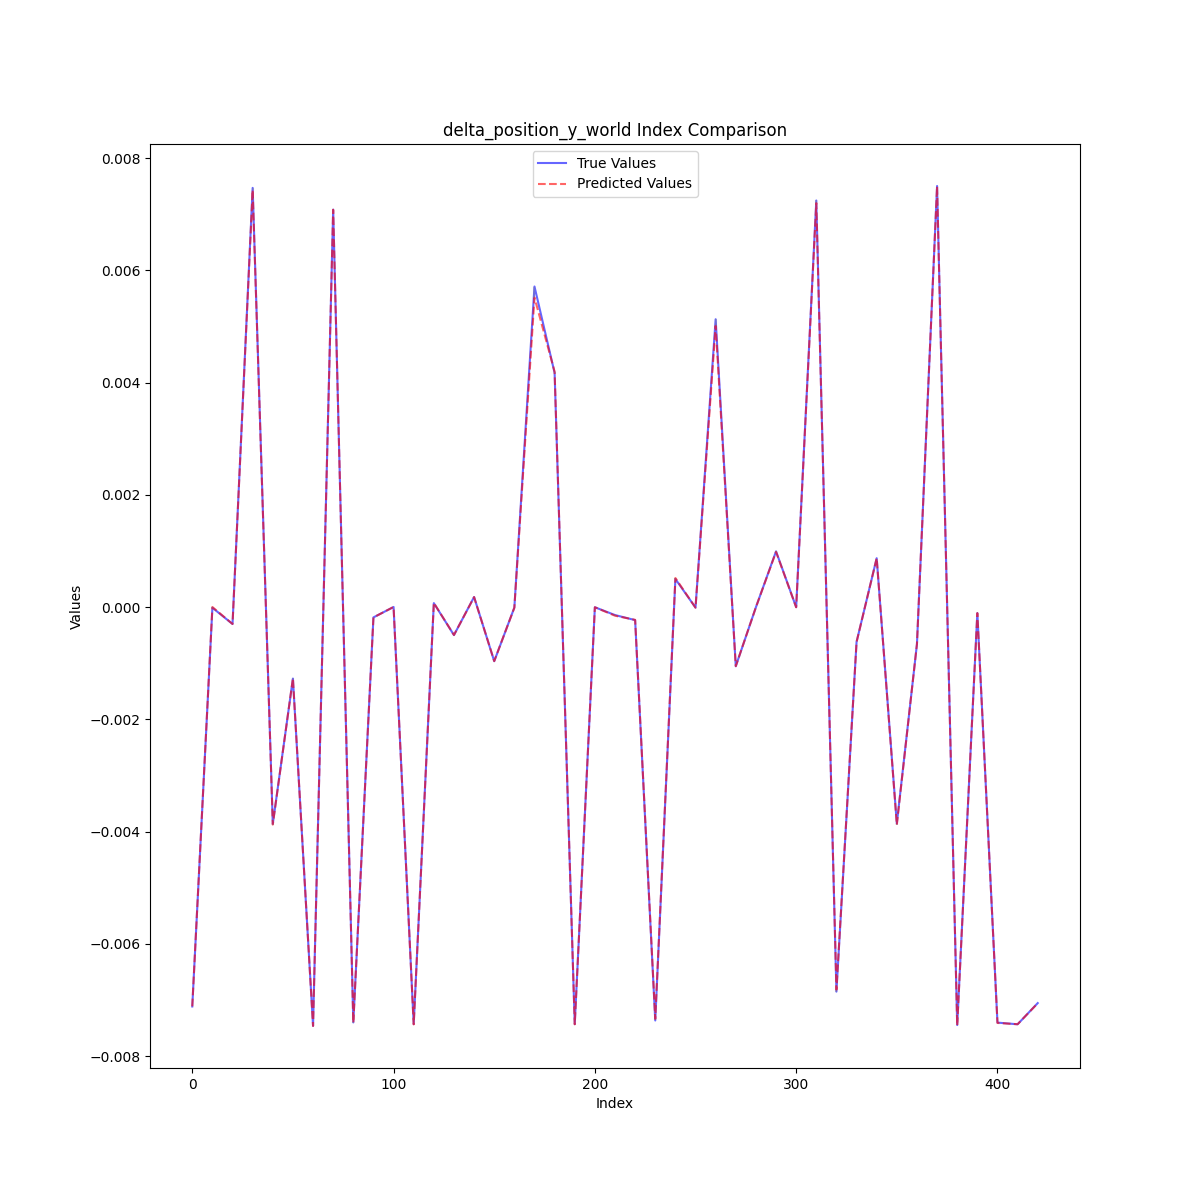 delta_position_y_world Index Comparison
True Values
Predicted Values
0.008
0.006
0.004
0.002
0.000
−0.002
−0.004
−0.006
−0.008
Values
0 100 200 300 400
Index